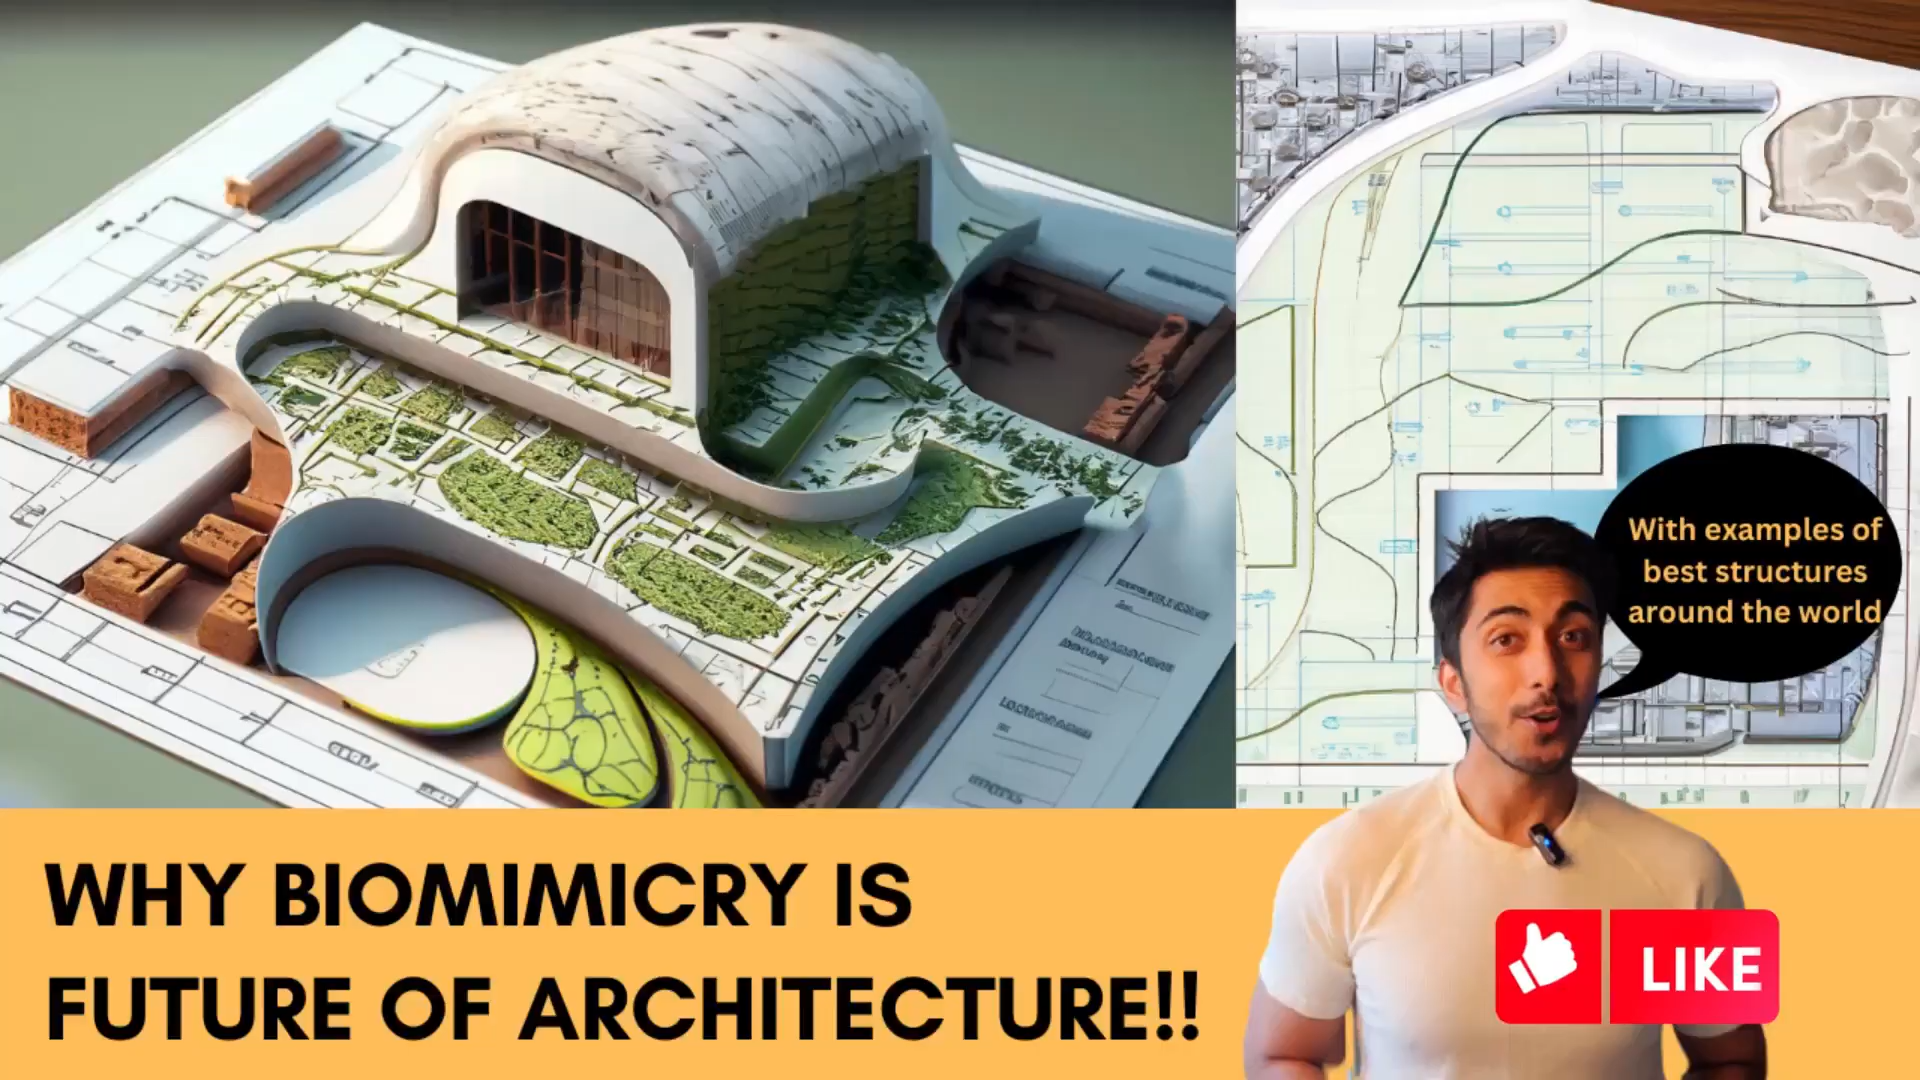 With examples of
best structures
around the world
WHY BIOMIMICRY IS
FUTURE OF ARCHITECTURE!!
LIKE